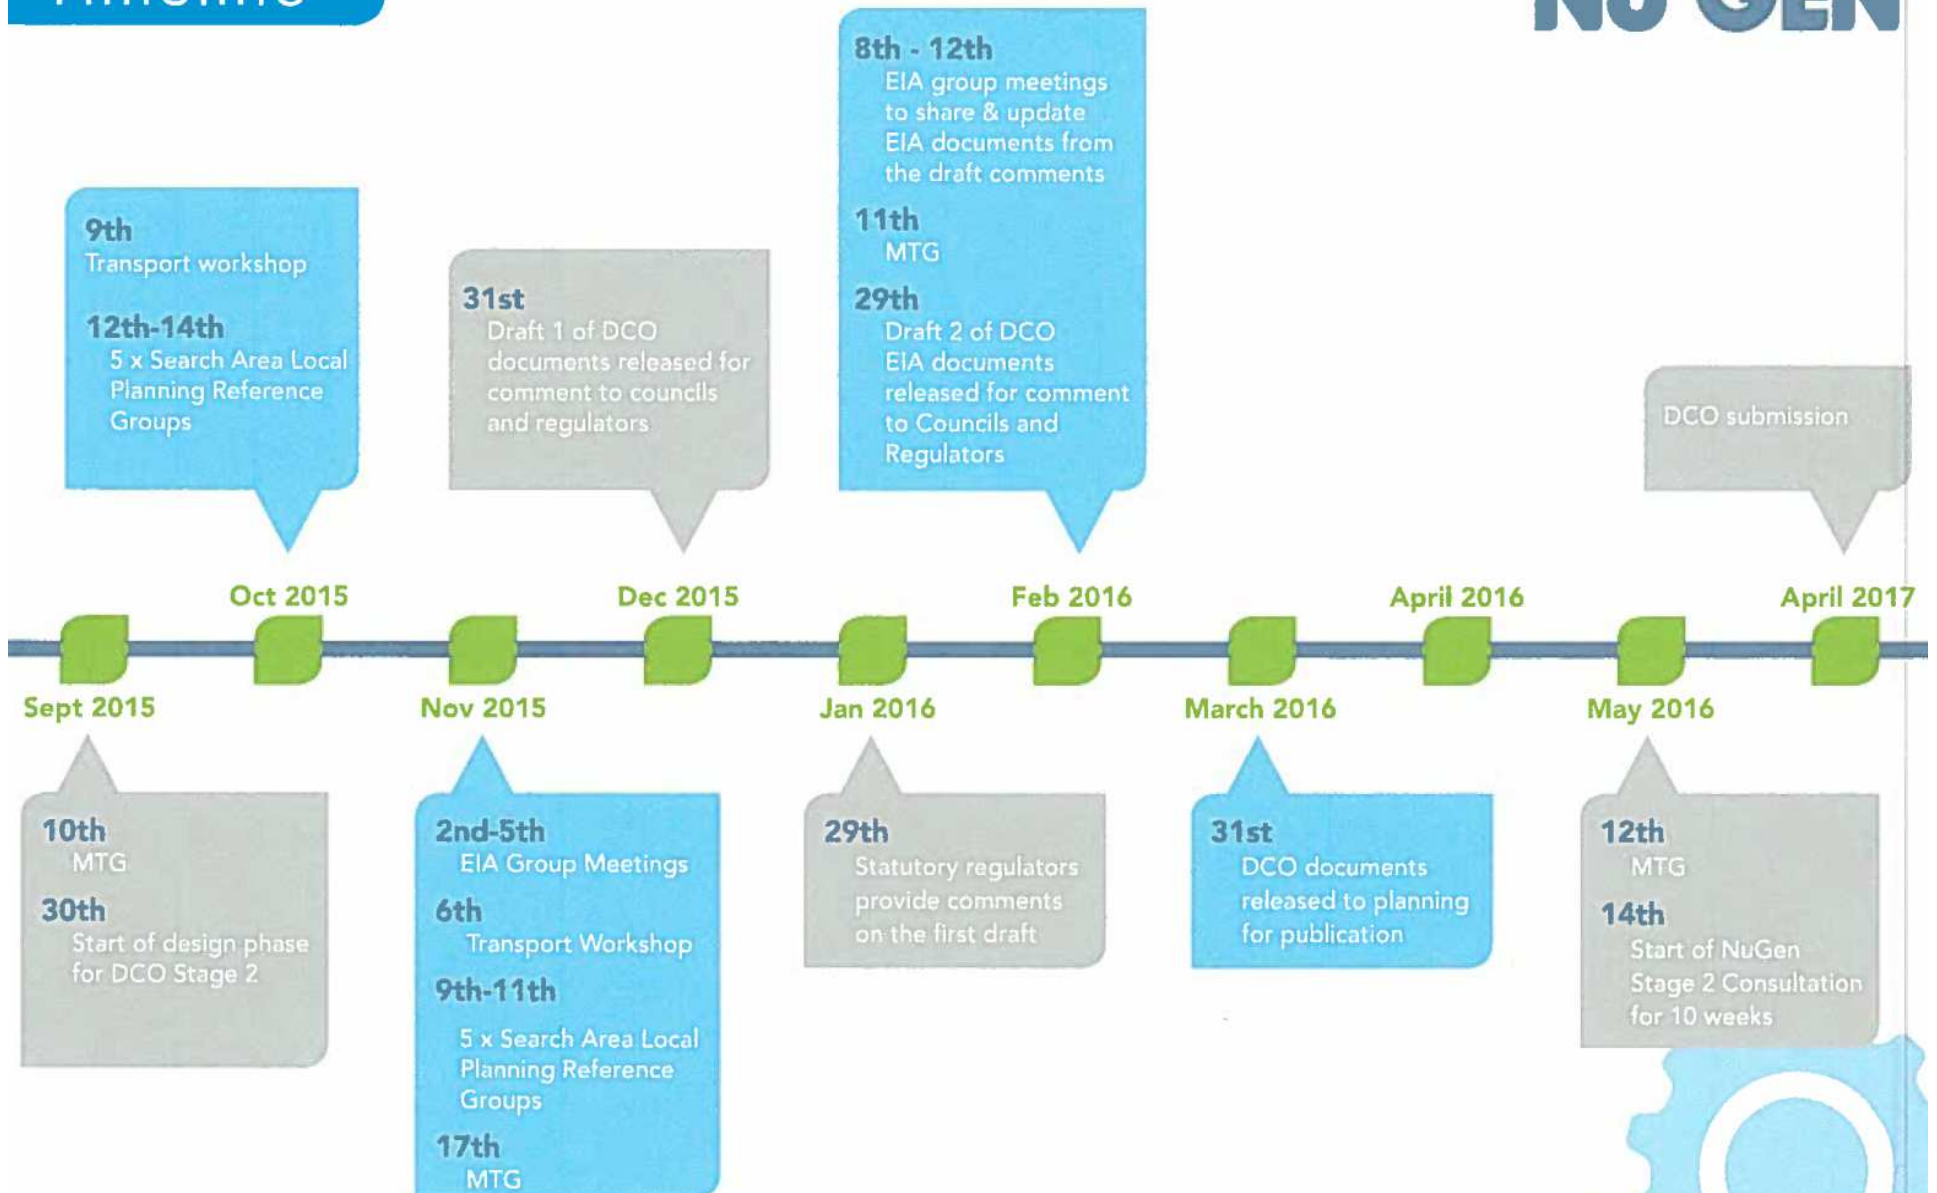 Timeline
NU GEN
8th - 12th
EIA group meetings
to share & update
EIA documents from
the draft comments
11th
MTG
29th
Draft 2 of DCO
EIA documents
released for comment
to Councils and
Regulators
9th
Transport workshop
12th-14th
5 x Search Area Local
Planning Reference
Groups
31st
Draft 1 of DCO
documents released for
comment to councils
and regulators
DCO submission
Oct 2015
Dec 2015
Feb 2016
April 2016
April 2017
Sept 2015
Nov 2015
Jan 2016
March 2016
May 2016
10th
MTG
30th
Start of design phase
for DCO Stage 2
2nd-5th
EIA Group Meetings
6th
Transport Workshop
9th-11th
5 x Search Area Local
Planning Reference
Groups
17th
MTG
29th
Statutory regulators
provide comments
on the first draft
31st
DCO documents
released to planning
for publication
12th
MTG
14th
Start of NuGen
Stage 2 Consultation
for 10 weeks